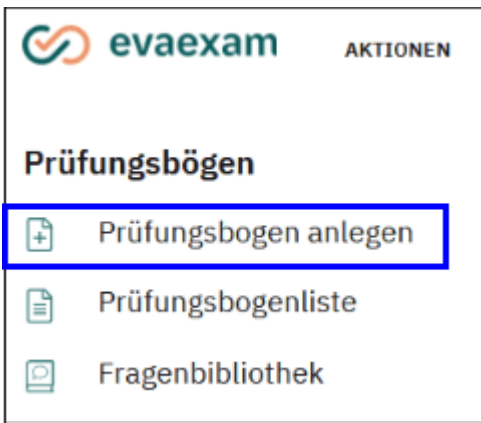 evaexam AKTIONEN
Prüfungsbögen
Prüfungsbogen anlegen
Prüfungsbogenliste
Fragenbibliothek